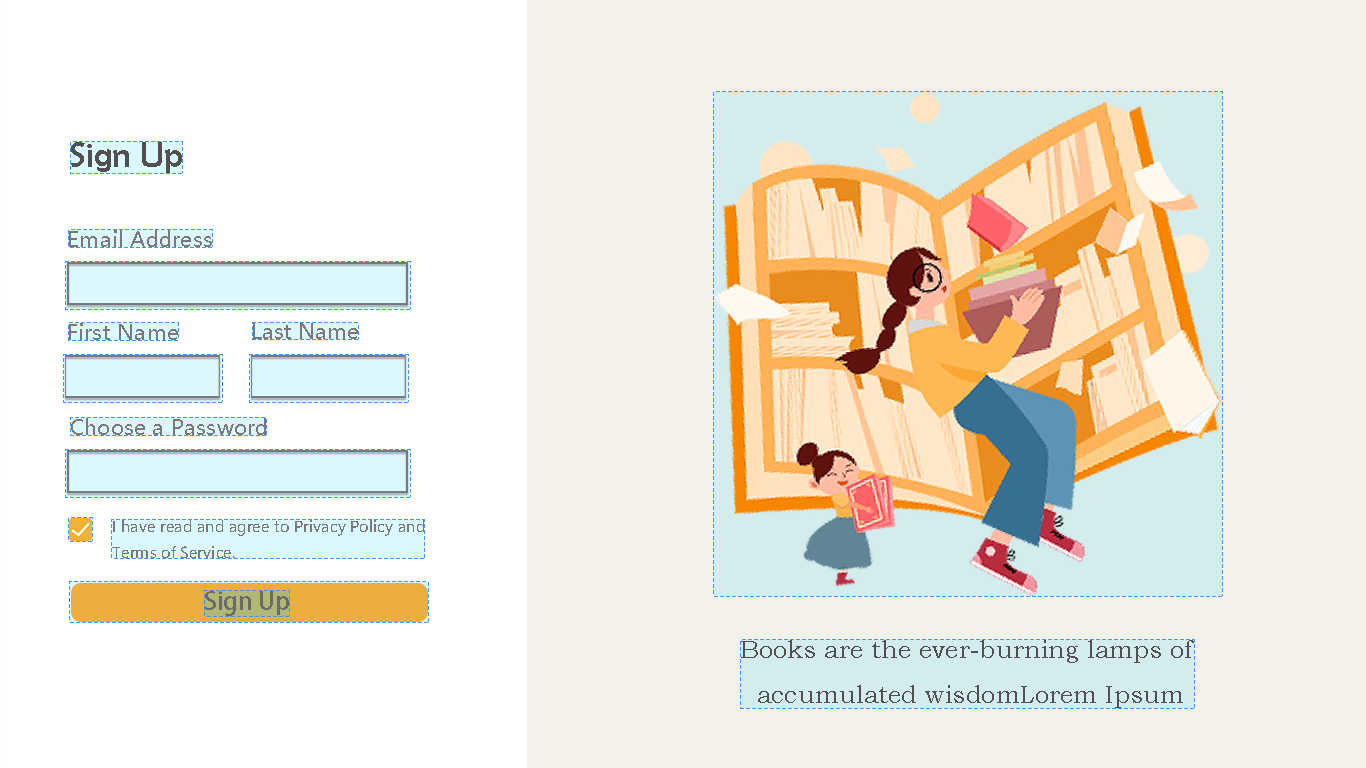 Sign Up
Email Address
First Name
Last Name
Choose a Password
I have read and agree to Privacy Policy and
Terms of Service.
Sign Up
Books are the ever-burning lamps of
accumulated wisdomLorem Ipsum